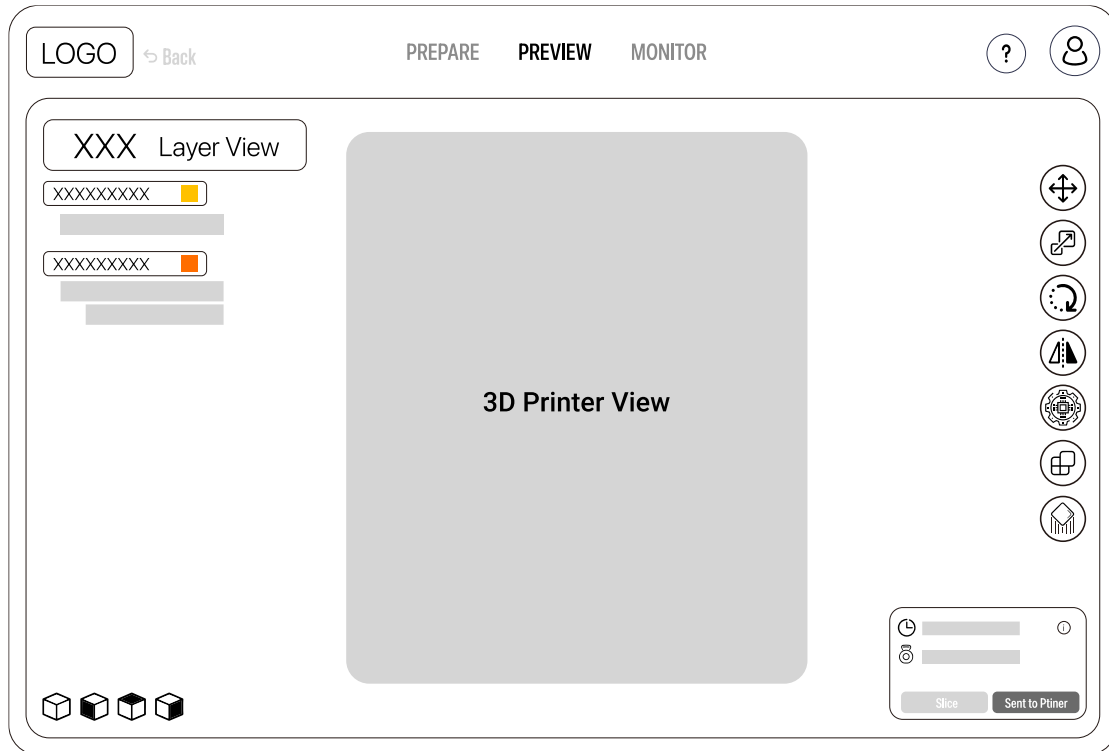 LOGO
Back
PREPARE PREVIEW MONITOR
?
XXX Layer View
XXXXXXXXX
XXXXXXXXX
3D Printer View
Slice
Sent to Ptiner